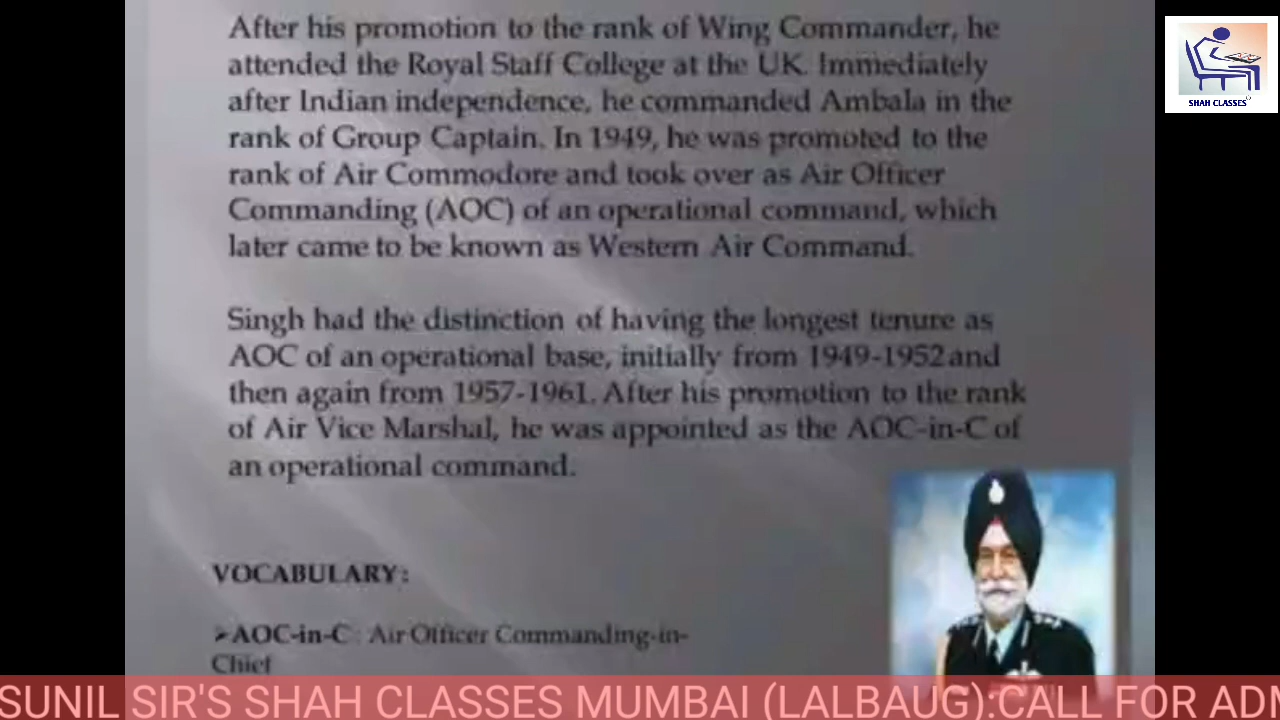 After his promotion to the rank of Wing Commander, he
attended the Royal Staff College at the UK. Immediately
after Indian independence, he commanded Ambala in the
rank of Group Captain. In 1949, he was promoted to the
rank of Air Commodore and took over as Air Officer
Commanding (AOC) of an operational command, which
later came to be known as Western Air Command.
Singh had the distinction of having the longest tenure as
AOC of an operational base, initially from 1949-1952and
then again from 1957-1961. After his promotion to the rank
of Air Vice Marshal, he was appointed as the AOC-in-C of
an operational command.
VOCABULARY:
➤AOC-in-C : Air Officer Commanding-in-
Chief
SHAH CLASSES
SUNIL SIR'S SHAH CLASSES MUMBAI (LALBAUG):CALL FOR ADM